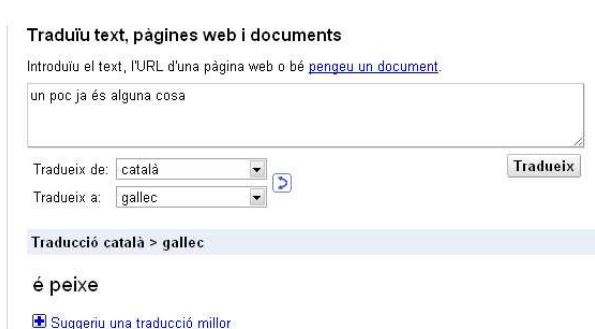 Traduïu text, pàgines web i documents
Introduïu el text, l'URL d'una pàgina web o bé pengeu un document.
un poc ja és alguna cosa
Tradueix de: català
Tradueix
Tradueix a: gallec
Traducció català > gallec
é peixe
Suggeriu una traducció millor